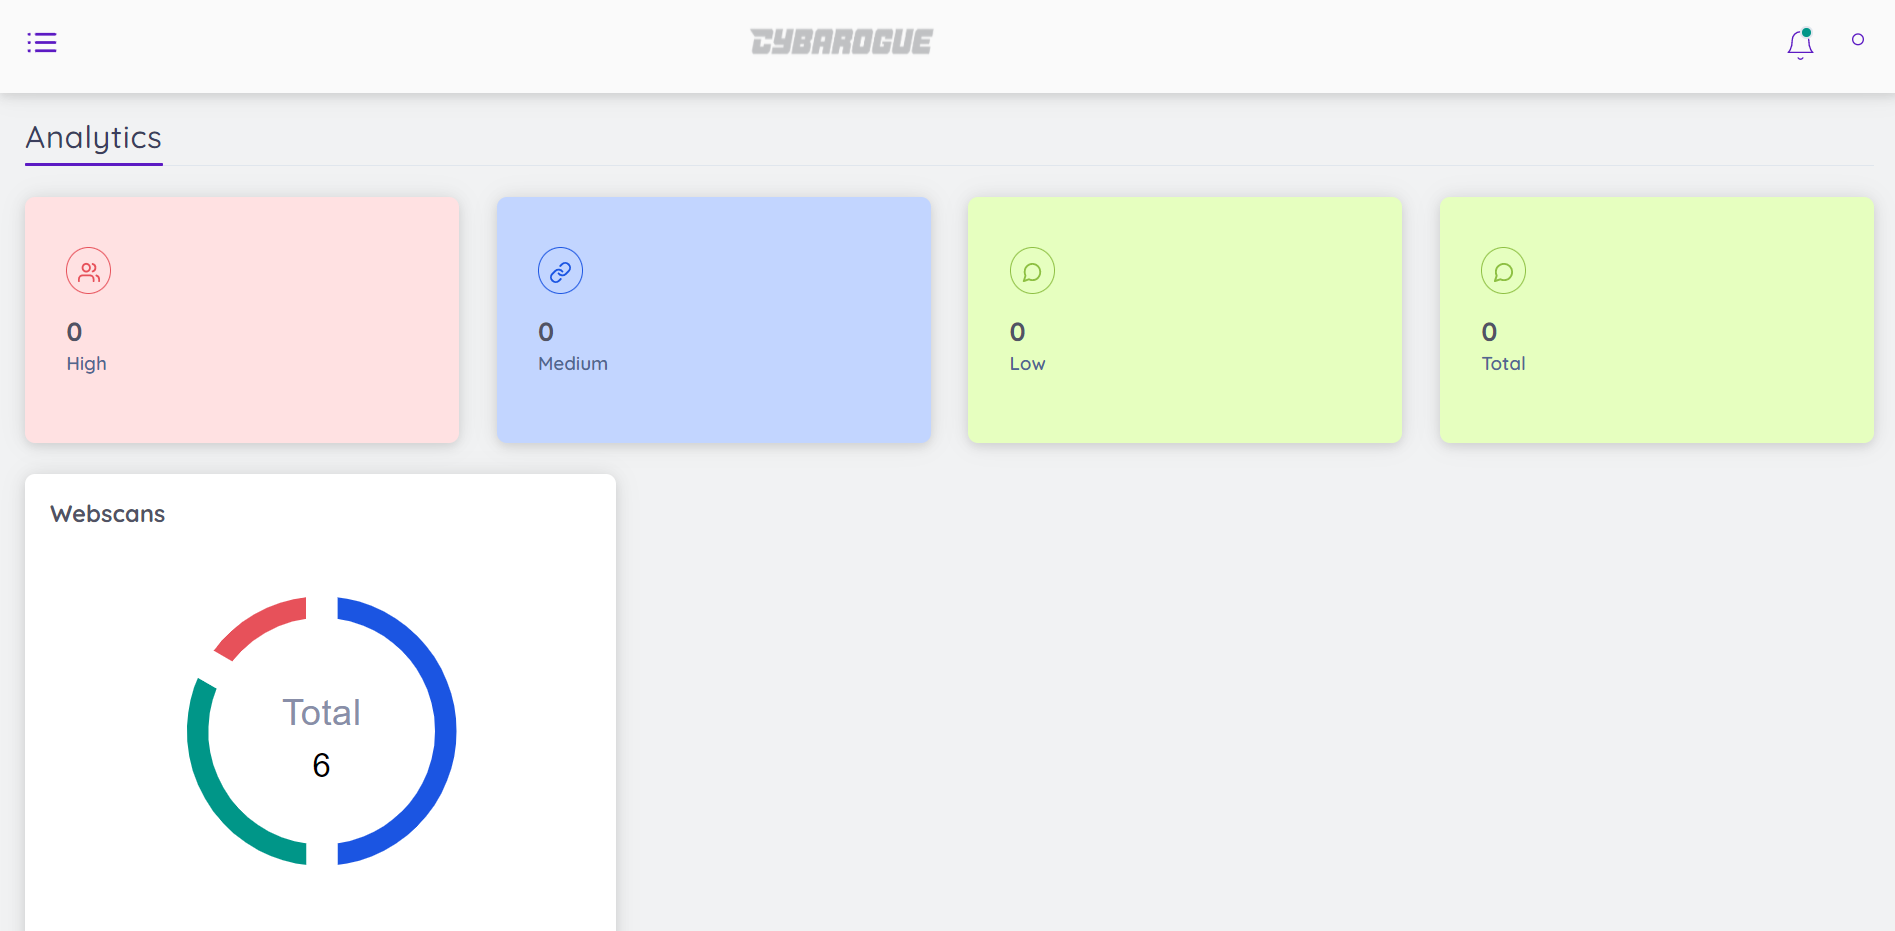 CYBAROGUE
Analytics
0
High
0
Medium
0
Low
0
Total
Webscans
Total
6